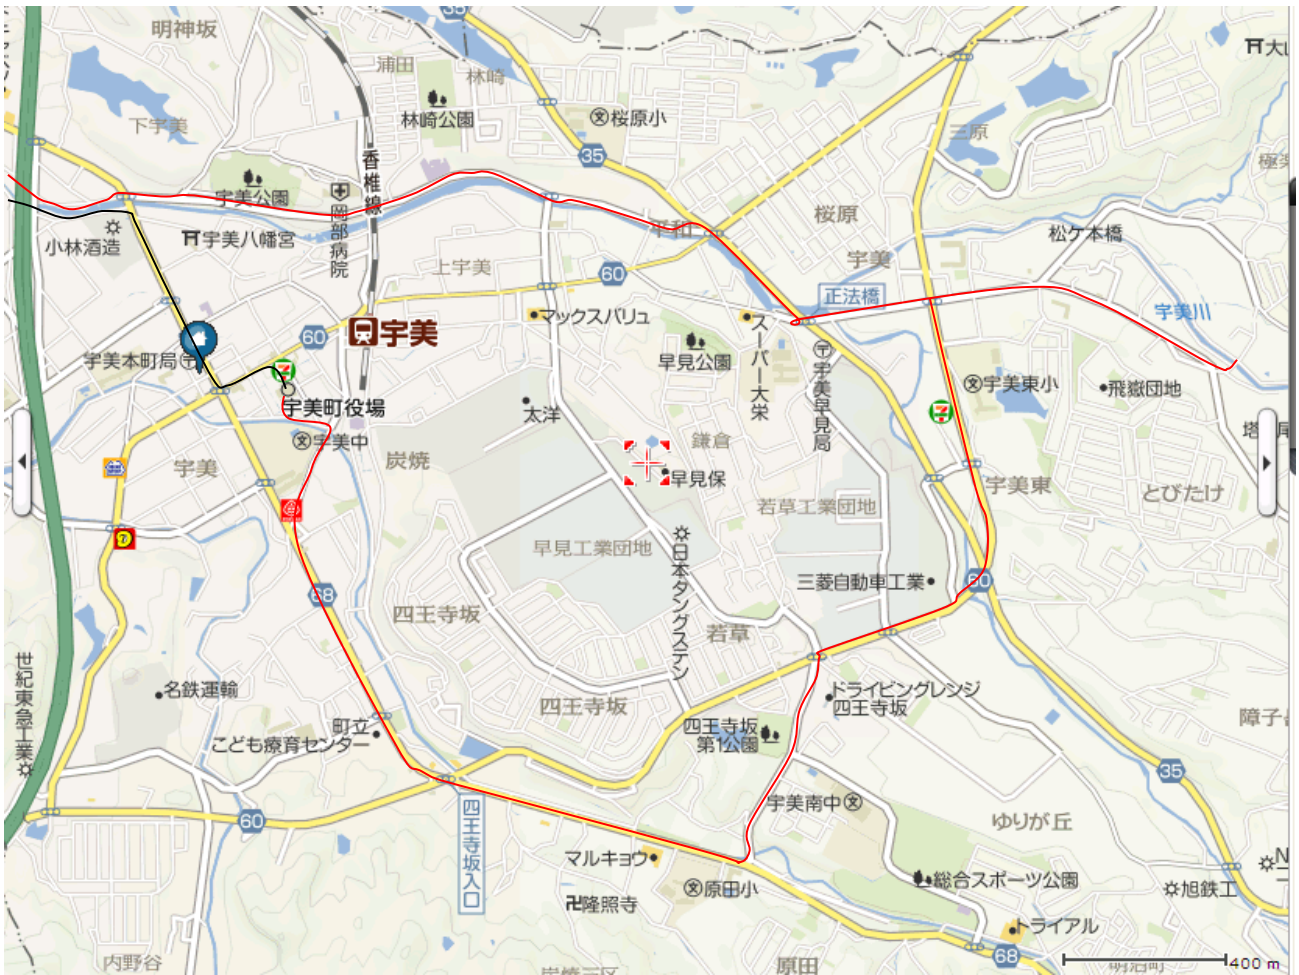 35
明神坂
浦田
林崎
林崎公園
桜原小
大山
下宇美
三原
35
極楽
宇美公園
香椎線
岡部病院
小林酒造
宇美八幡宮
平和
桜原
松ケ本橋
宇美
上宇美
60
正法橋
宇美川
マックスバリュ
スーパー大栄
60
宇美
早見公園
宇美本町局
宇美早見局
宇美東小
飛嶽団地
宇美町役場
太洋
宇美中
鎌倉
宇美
炭焼
早見保
宇美東
とびたけ
若草工業団地
7
早見工業団地
日本タングステン
三菱自動車工業
60
68
四王寺坂
若草
世紀東急工業
名鉄運輸
ドライビングレンジ
四王寺坂
四王寺坂
四王寺坂
第1公園
町立
こども療育センター
障子
35
60
四王寺坂入口
宇美南中
ゆりが丘
マルキョウ
原田小
総合スポーツ公園
旭鉄工
N
隆照寺
トライアル
68
内野谷
炭焼三区
原田
明治町
400 m